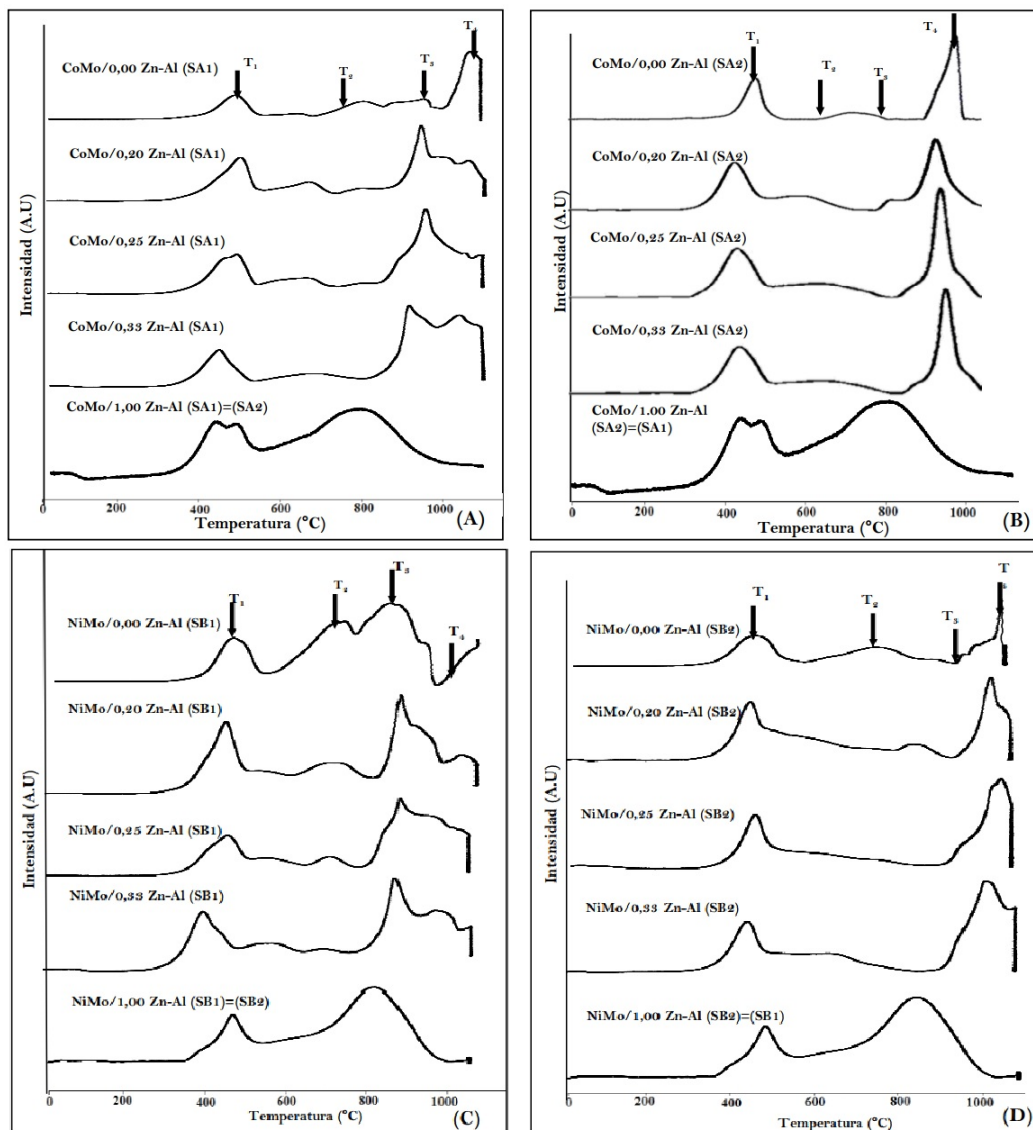 T4
T1
T2
T3
CoMo/0,00 Zn-Al (SA1)
CoMo/0,20 Zn-Al (SA1)
CoMo/0,25 Zn-Al (SA1)
CoMo/0,33 Zn-Al (SA1)
CoMo/1,00 Zn-Al (SA1)=(SA2)
Intensidad (A.U)
0 200 400 600 800 1000
Temperatura (°C)
(A)
T1
T2
T3
T4
CoMo/0,00 Zn-Al (SA2)
CoMo/0,20 Zn-Al (SA2)
CoMo/0,25 Zn-Al (SA2)
CoMo/0,33 Zn-Al (SA2)
CoMo/1.00 Zn-Al
(SA2)=(SA1)
Intensidad (A.U)
0 200 400 600 800 1000
Temperatura (°C)
(B)
T1
T2
T3
T4
NiMo/0,00 Zn-Al (SB1)
NiMo/0,20 Zn-Al (SB1)
NiMo/0,25 Zn-Al (SB1)
NiMo/0,33 Zn-Al (SB1)
NiMo/1,00 Zn-Al (SB1)=(SB2)
Intensidad (A.U)
0 200 400 600 800 1000
Temperatura (°C)
(C)
T1
T2
T3
T4
NiMo/0,00 Zn-Al (SB2)
NiMo/0,20 Zn-Al (SB2)
NiMo/0,25 Zn-Al (SB2)
NiMo/0,33 Zn-Al (SB2)
NiMo/1,00 Zn-Al (SB2)=(SB1)
Intensidad (A.U)
0 200 400 600 800 1000
Temperatura (°C)
(D)